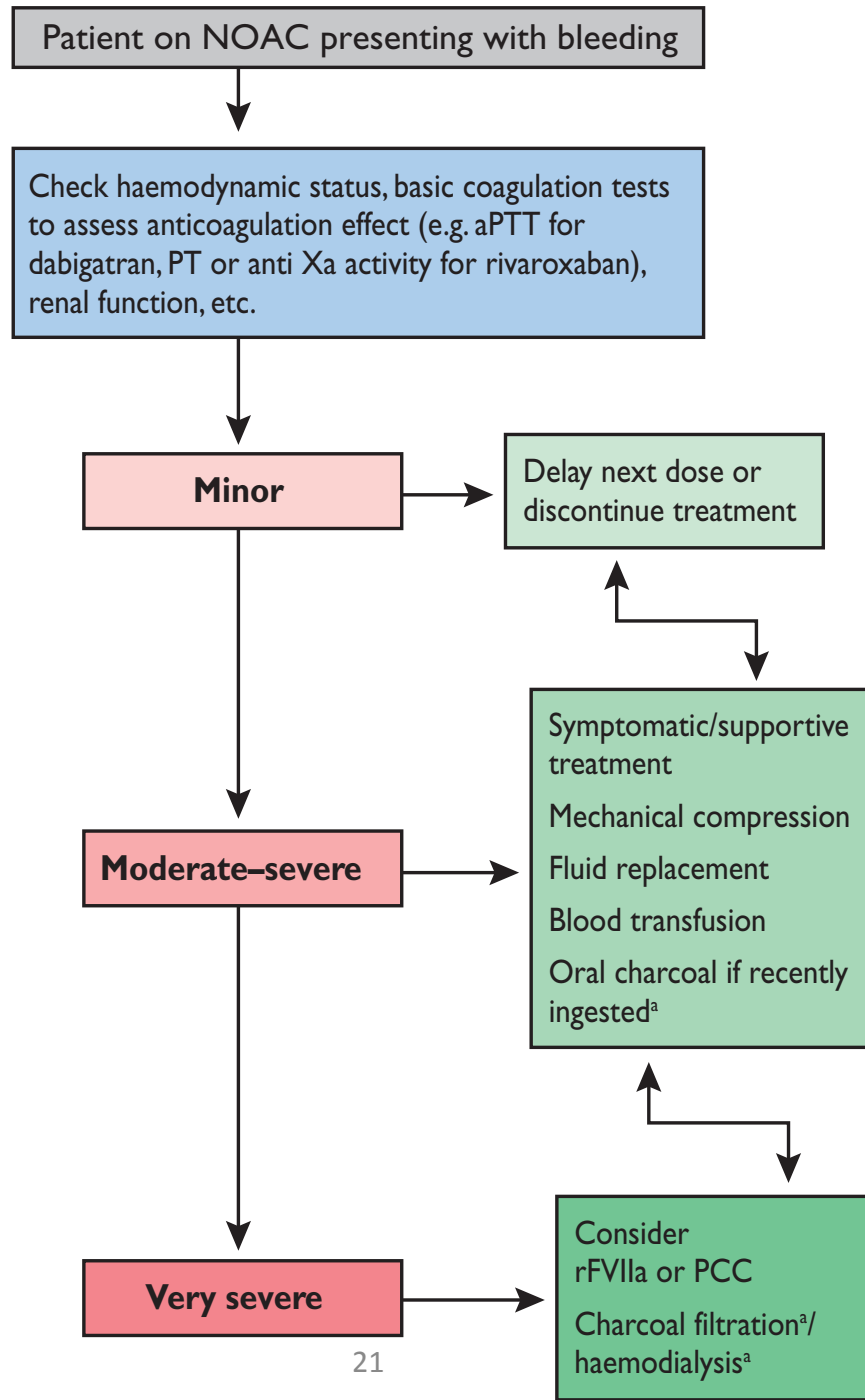 Patient on NOAC presenting with bleeding
Check haemodynamic status, basic coagulation tests
to assess anticoagulation effect (e.g. aPTT for
dabigatran, PT or anti Xa activity for rivaroxaban),
renal function, etc.
Minor
Delay next dose or
discontinue treatment
Moderate–severe
Symptomatic/supportive
treatment
Mechanical compression
Fluid replacement
Blood transfusion
Oral charcoal if recently
ingestedᵃ
Very severe
Consider
rFVIIa or PCC
Charcoal filtrationᵃ/
haemodialysisᵃ
21